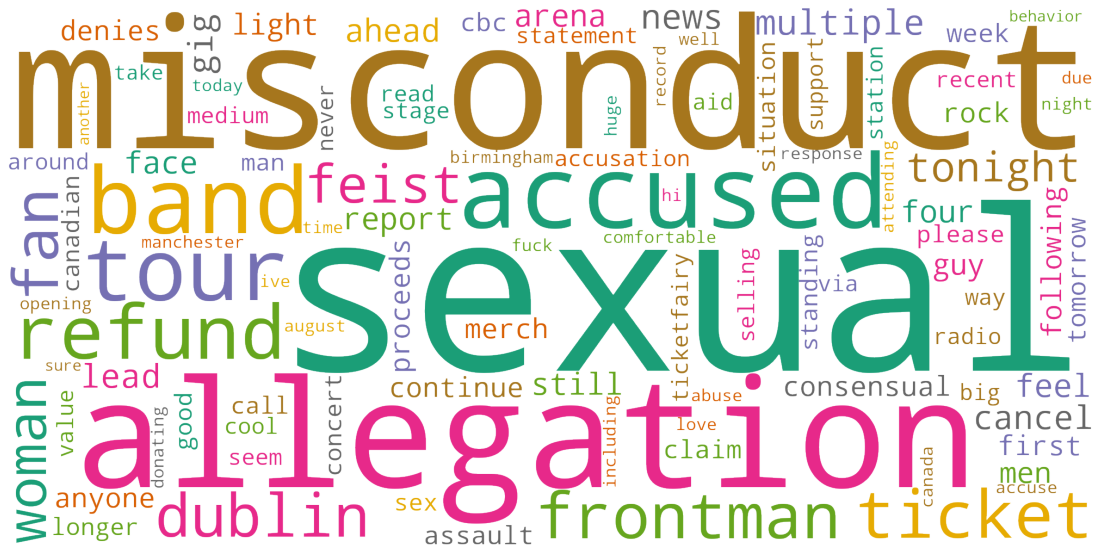 denies
light
gig
ahead
cbc
arena
statement
news
well
multiple
week
behavior
misconduct
take
today
another
medium
never
read
stage
huge
record
aid
situation
support
station
recent
due
rock
night
around
face
man
birmingham
accusation
response
tonight
fan
canadian
band
feist
report
time
accused
hi
attending
four
please
guy
following
tomorrow
manchester
tour
ive
proceeds
fuck
comfortable
sexual
ticketfairy
selling
standing
via
way
radio
opening
refund
august
merch
sure
lead
continue
still
abuse
consensual
big
feel
woman
value
donating
good
call
cool
seem
concert
allegation
including
love
claim
cancel
first
men
canada
accuse
anyone
longer
dublin
sex
assault
frontman
ticket